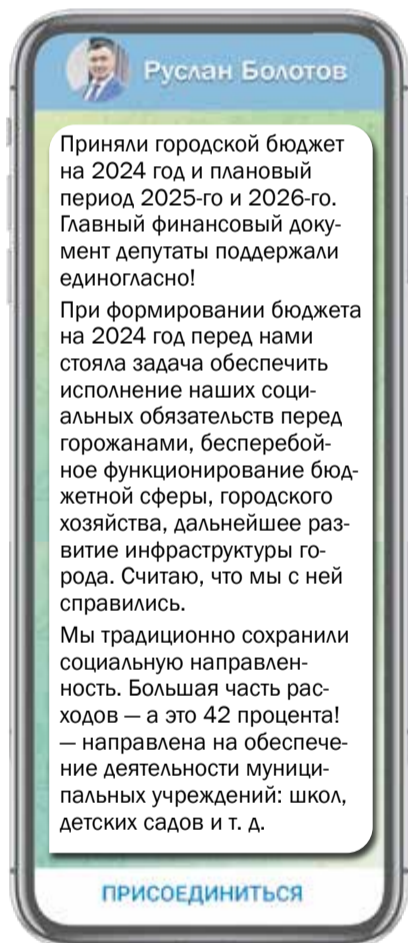 Руслан Болотов
Приняли городской бюджет
на 2024 год и плановый
период 2025-го и 2026-го.
Главный финансовый доку-
мент депутаты поддержали
единогласно!
При формировании бюджета
на 2024 год перед нами
стояла задача обеспечить
исполнение наших соци-
альных обязательств перед
горожанами, бесперебой-
ное функционирование бюд-
жетной сферы, городского
хозяйства, дальнейшее раз-
витие инфраструктуры го-
рода. Считаю, что мы с ней
справились.
Мы традиционно сохранили
социальную направлен-
ность. Большая часть рас-
ходов — а это 42 процента!
— направлена на обеспече-
ние деятельности муници-
пальных учреждений: школ,
детских садов и т. д.
ПРИСОЕДИНИТЬСЯ